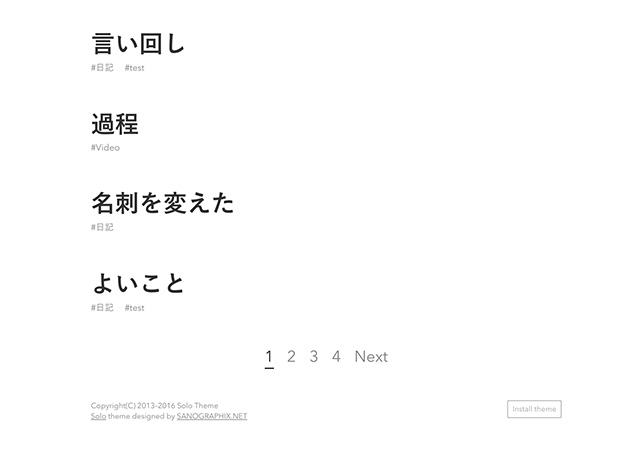 言い回し
#日記 #test
過程
#Video
名刺を変えた
#日記
よいこと
#日記 #test
1 2 3 4 Next
Copyright(C) 2013-2016 Solo Theme
Solo theme designed by SANOGRAPHIX.NET
Install theme